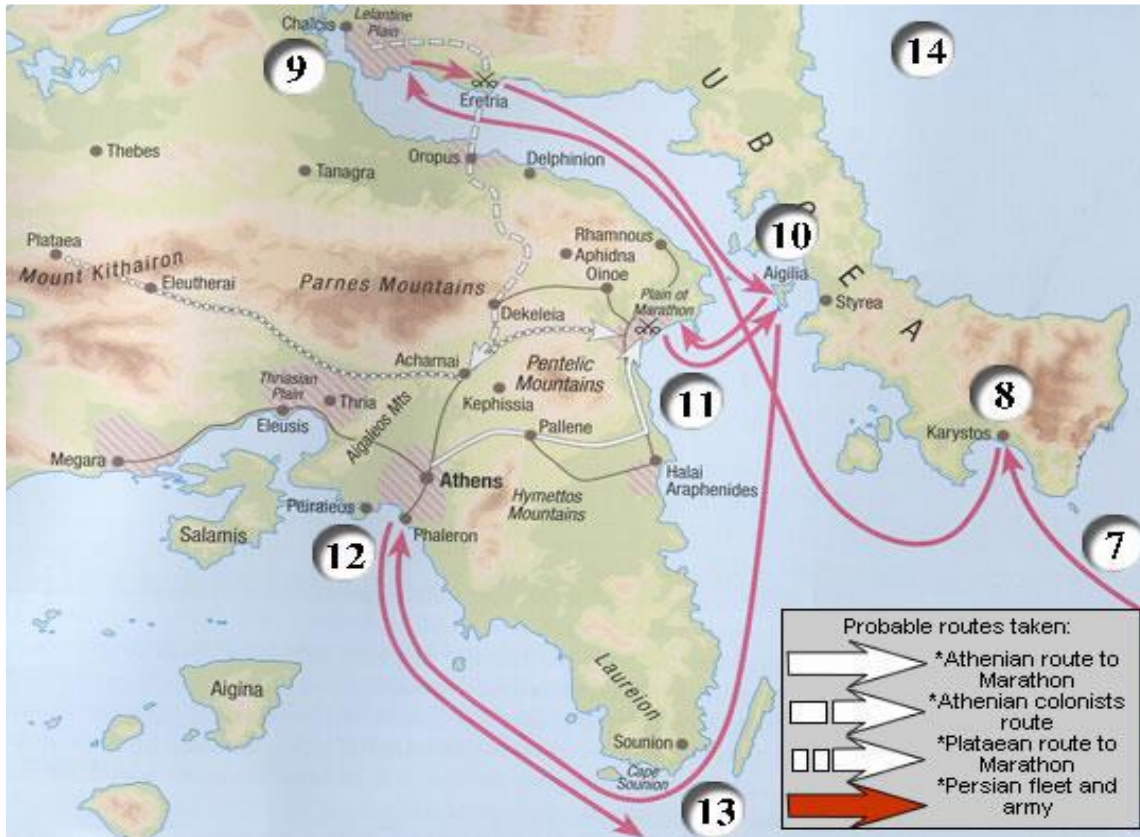 Lelantine
Plain
Chalcis
14
9
U
Eretria
B
Thebes
Oropus
Delphinion
Tanagra
O
10
Rhamnous
Plataea
Aphidna
E
Mount Kithairon
Oinoe
Aigilia
Eleutherai
Parnes Mountains
Plain of
Marathon
Styrea
A
Dekeleia
Acharnai
Pentelic
Mountains
Thriasian
Plain
Kephissia
11
8
Thria
Aigaleos Mts
Eleusis
Pallene
Karystos
Megara
Athens
Halai
Araphenides
Hymettos
Mountains
Peiraieus
7
Salamis
Phaleron
12
Probable routes taken:
*Athenian route to
Marathon
*Athenian colonists
route
*Plataean route to
Marathon
*Persian fleet and
army
Laureion
Aigina
Sounion
Cape
Sounion
13